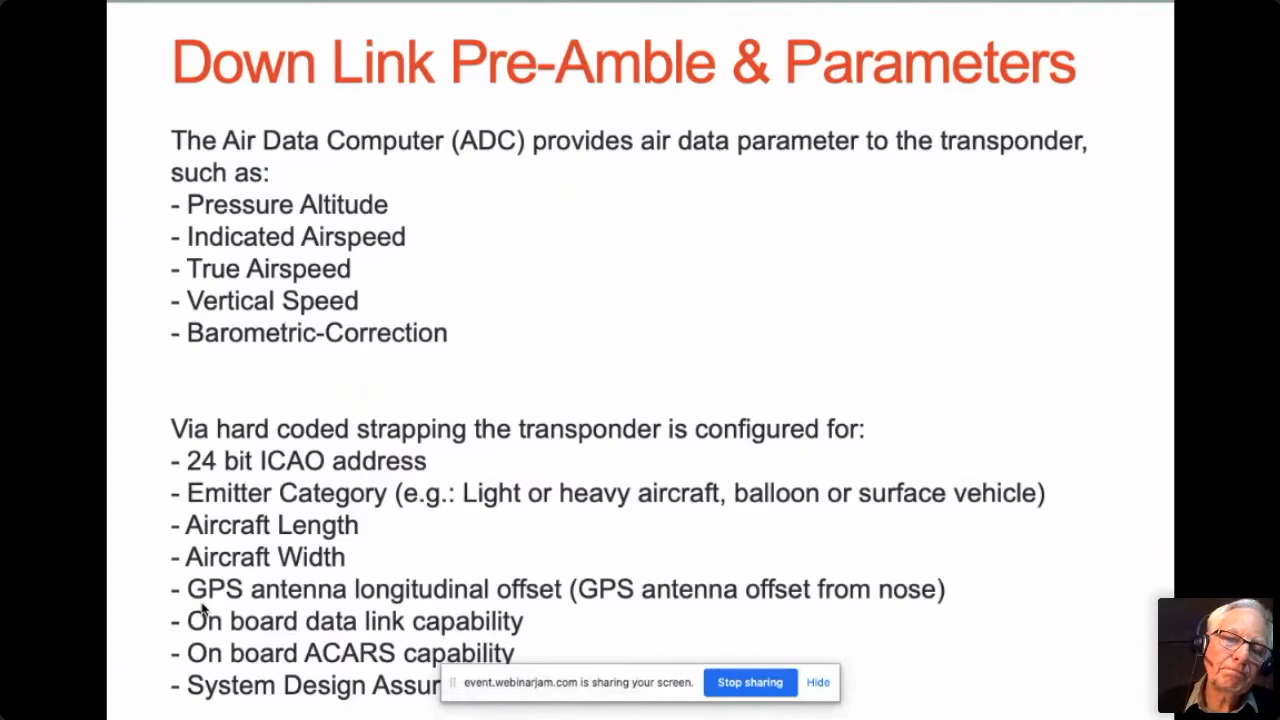 Down Link Pre-Amble & Parameters
The Air Data Computer (ADC) provides air data parameter to the transponder,
such as:
- Pressure Altitude
- Indicated Airspeed
- True Airspeed
- Vertical Speed
- Barometric-Correction
Via hard coded strapping the transponder is configured for:
- 24 bit ICAO address
- Emitter Category (e.g.: Light or heavy aircraft, balloon or surface vehicle)
- Aircraft Length
- Aircraft Width
- GPS antenna longitudinal offset (GPS antenna offset from nose)
- On board data link capability
- On board ACARS capability
- System Design
event.webinarjam.com is sharing your screen. Stop sharing Hide